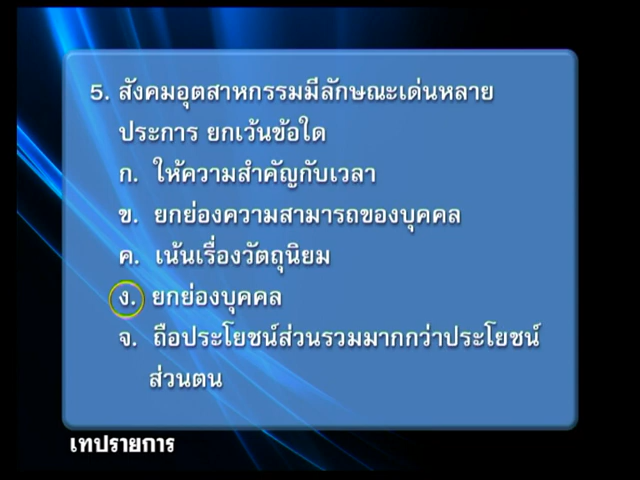 5. สังคมอุตสาหกรรมมีลักษณะเด่นหลาย
ประการ ยกเว้นข้อใด
ก. ให้ความสำคัญกับเวลา
ข. ยกย่องความสามารถของบุคคล
ค. เน้นเรื่องวัตถุนิยม
ง. ยกย่องบุคคล
จ. ถือประโยชน์ส่วนรวมมากกว่าประโยชน์
ส่วนตน
เทปรายการ